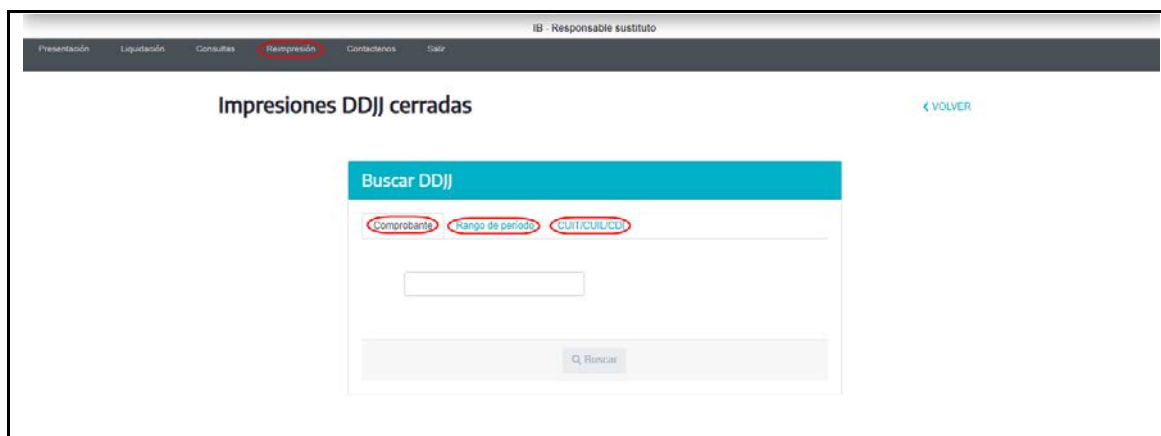 IB - Responsable sustituto
Presentación Liquidación Consultas Reimpresión Contactenos Salir
Impresiones DDJJ cerradas
VOLVER
Buscar DDJJ
Comprobante Rango de período CUIT/CUIL/CDI
Buscar